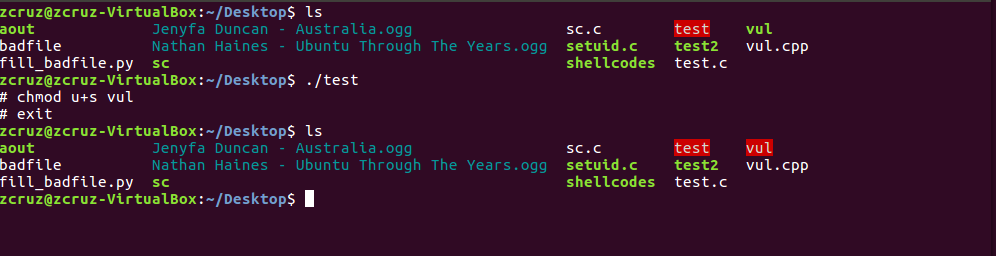 zcruz@zcruz-VirtualBox:~/Desktop$ ls
aout Jenyfa Duncan - Australia.ogg sc.c test vul
badfile Nathan Haines - Ubuntu Through The Years.ogg setuid.c test2 vul.cpp
fill_badfile.py sc shellcodes test.c
zcruz@zcruz-VirtualBox:~/Desktop$ ./test
# chmod u+s vul
# exit
zcruz@zcruz-VirtualBox:~/Desktop$ ls
aout Jenyfa Duncan - Australia.ogg sc.c test vul
badfile Nathan Haines - Ubuntu Through The Years.ogg setuid.c test2 vul.cpp
fill_badfile.py sc shellcodes test.c
zcruz@zcruz-VirtualBox:~/Desktop$